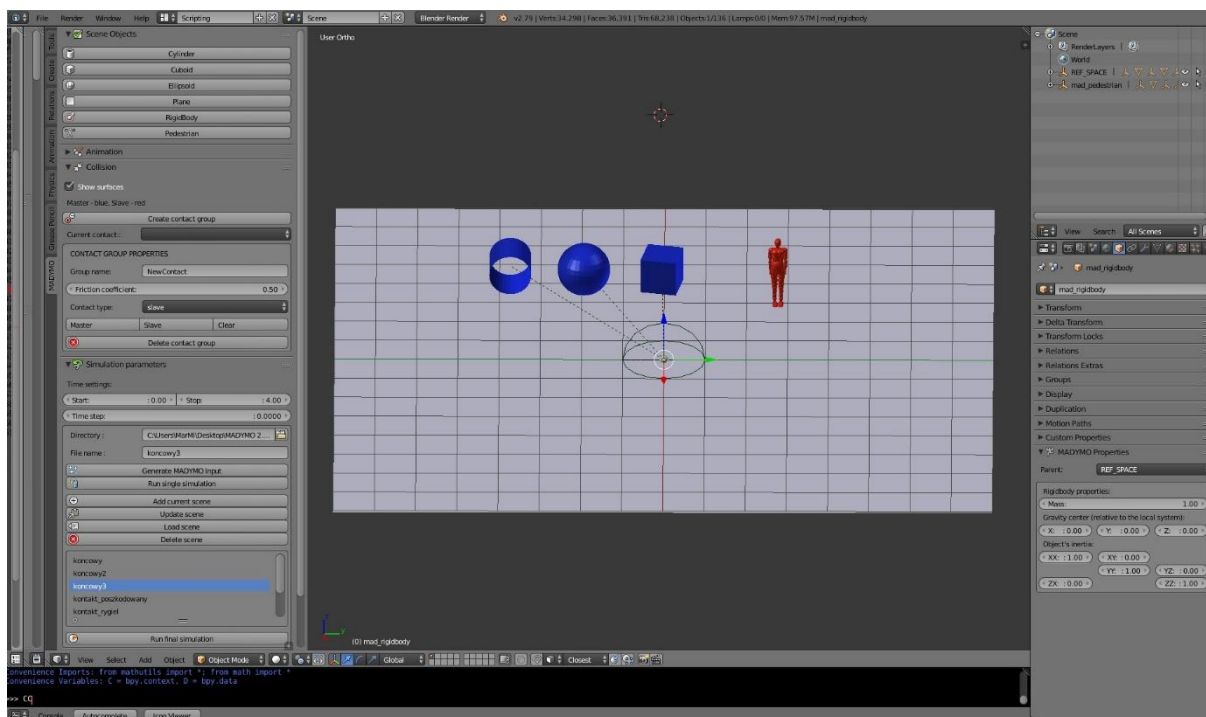 File Render Window Help Scripting Scene Blender Render v2.79 | Verts:34,298 | Faces:36,391 | Tris:68,238 | Objects:1/136 | Lamps:0/0 | Mem:97.57M | mad_rigidbody
Tools
Create
Relations
Animation
Physics
Grease Pencil
MADYMO
Scene Objects
Cylinder
Cuboid
Ellipsoid
Plane
RigidBody
Pedestrian
Animation
Collision
Show surfaces
Master - blue, Slave - red
Create contact group
Current contact:
CONTACT GROUP PROPERTIES
Group name: NewContact
Friction coefficient: 0.50
Contact type: slave
Master Slave Clear
Delete contact group
Simulation parameters
Time settings:
Start: : 0.00 Stop: : 4.00
Time step: : 0.0000
Directory : C:\Users\MarMi\Desktop\MADYMO 2...
File name : koncowy3
Generate MADYMO Input
Run single simulation
Add current scene
Update scene
Load scene
Delete scene
koncowy
koncowy2
koncowy3
kontakt_poszkodowany
kontakt_rygiel
Run final simulation
User Ortho
(0) mad_rigidbody
View Select Add Object Object Mode Global Closest
Convenience Imports: from mathutils import *; from math import *
Convenience Variables: C = bpy.context, D = bpy.data
>>> CQ
Console Autocomplete Icon Viewer
Scene
RenderLayers |
World
REF_SPACE |
mad_pedestrian |
View Search All Scenes
mad_rigidbody
mad_rigidbody
Transform
Delta Transform
Transform Locks
Relations
Relations Extras
Groups
Display
Duplication
Motion Paths
Custom Properties
MADYMO Properties
Parent: REF_SPACE
Rigidbody properties:
Mass: 1.00
Gravity center (relative to the local system):
X: : 0.00 Y: : 0.00 Z: : 0.00
Object's inertia:
XX: : 1.00 XY: : 0.00
YY: : 1.00 YZ: : 0.00
ZX: : 0.00 ZZ: : 1.00